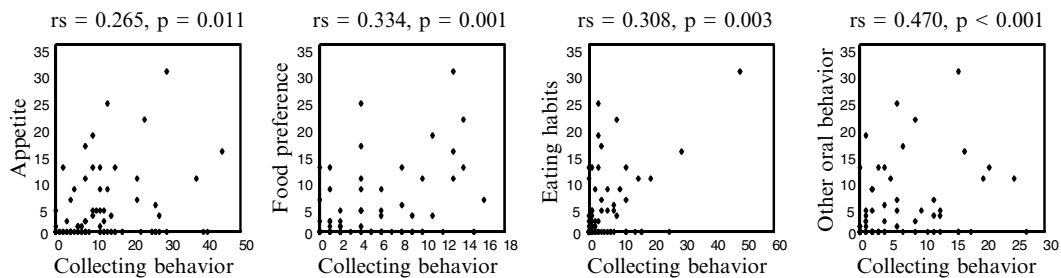 rs = 0.265, p = 0.011
rs = 0.334, p = 0.001
rs = 0.308, p = 0.003
rs = 0.470, p < 0.001
Appetite
35
30
25
20
15
10
5
0
0 10 20 30 40 50
Collecting behavior
Food preference
35
30
25
20
15
10
5
0
0 2 4 6 8 10 12 14 16 18
Collecting behavior
Eating habits
35
30
25
20
15
10
5
0
0 10 20 30 40 50 60
Collecting behavior
Other oral behavior
35
30
25
20
15
10
5
0
0 5 10 15 20 25 30
Collecting behavior